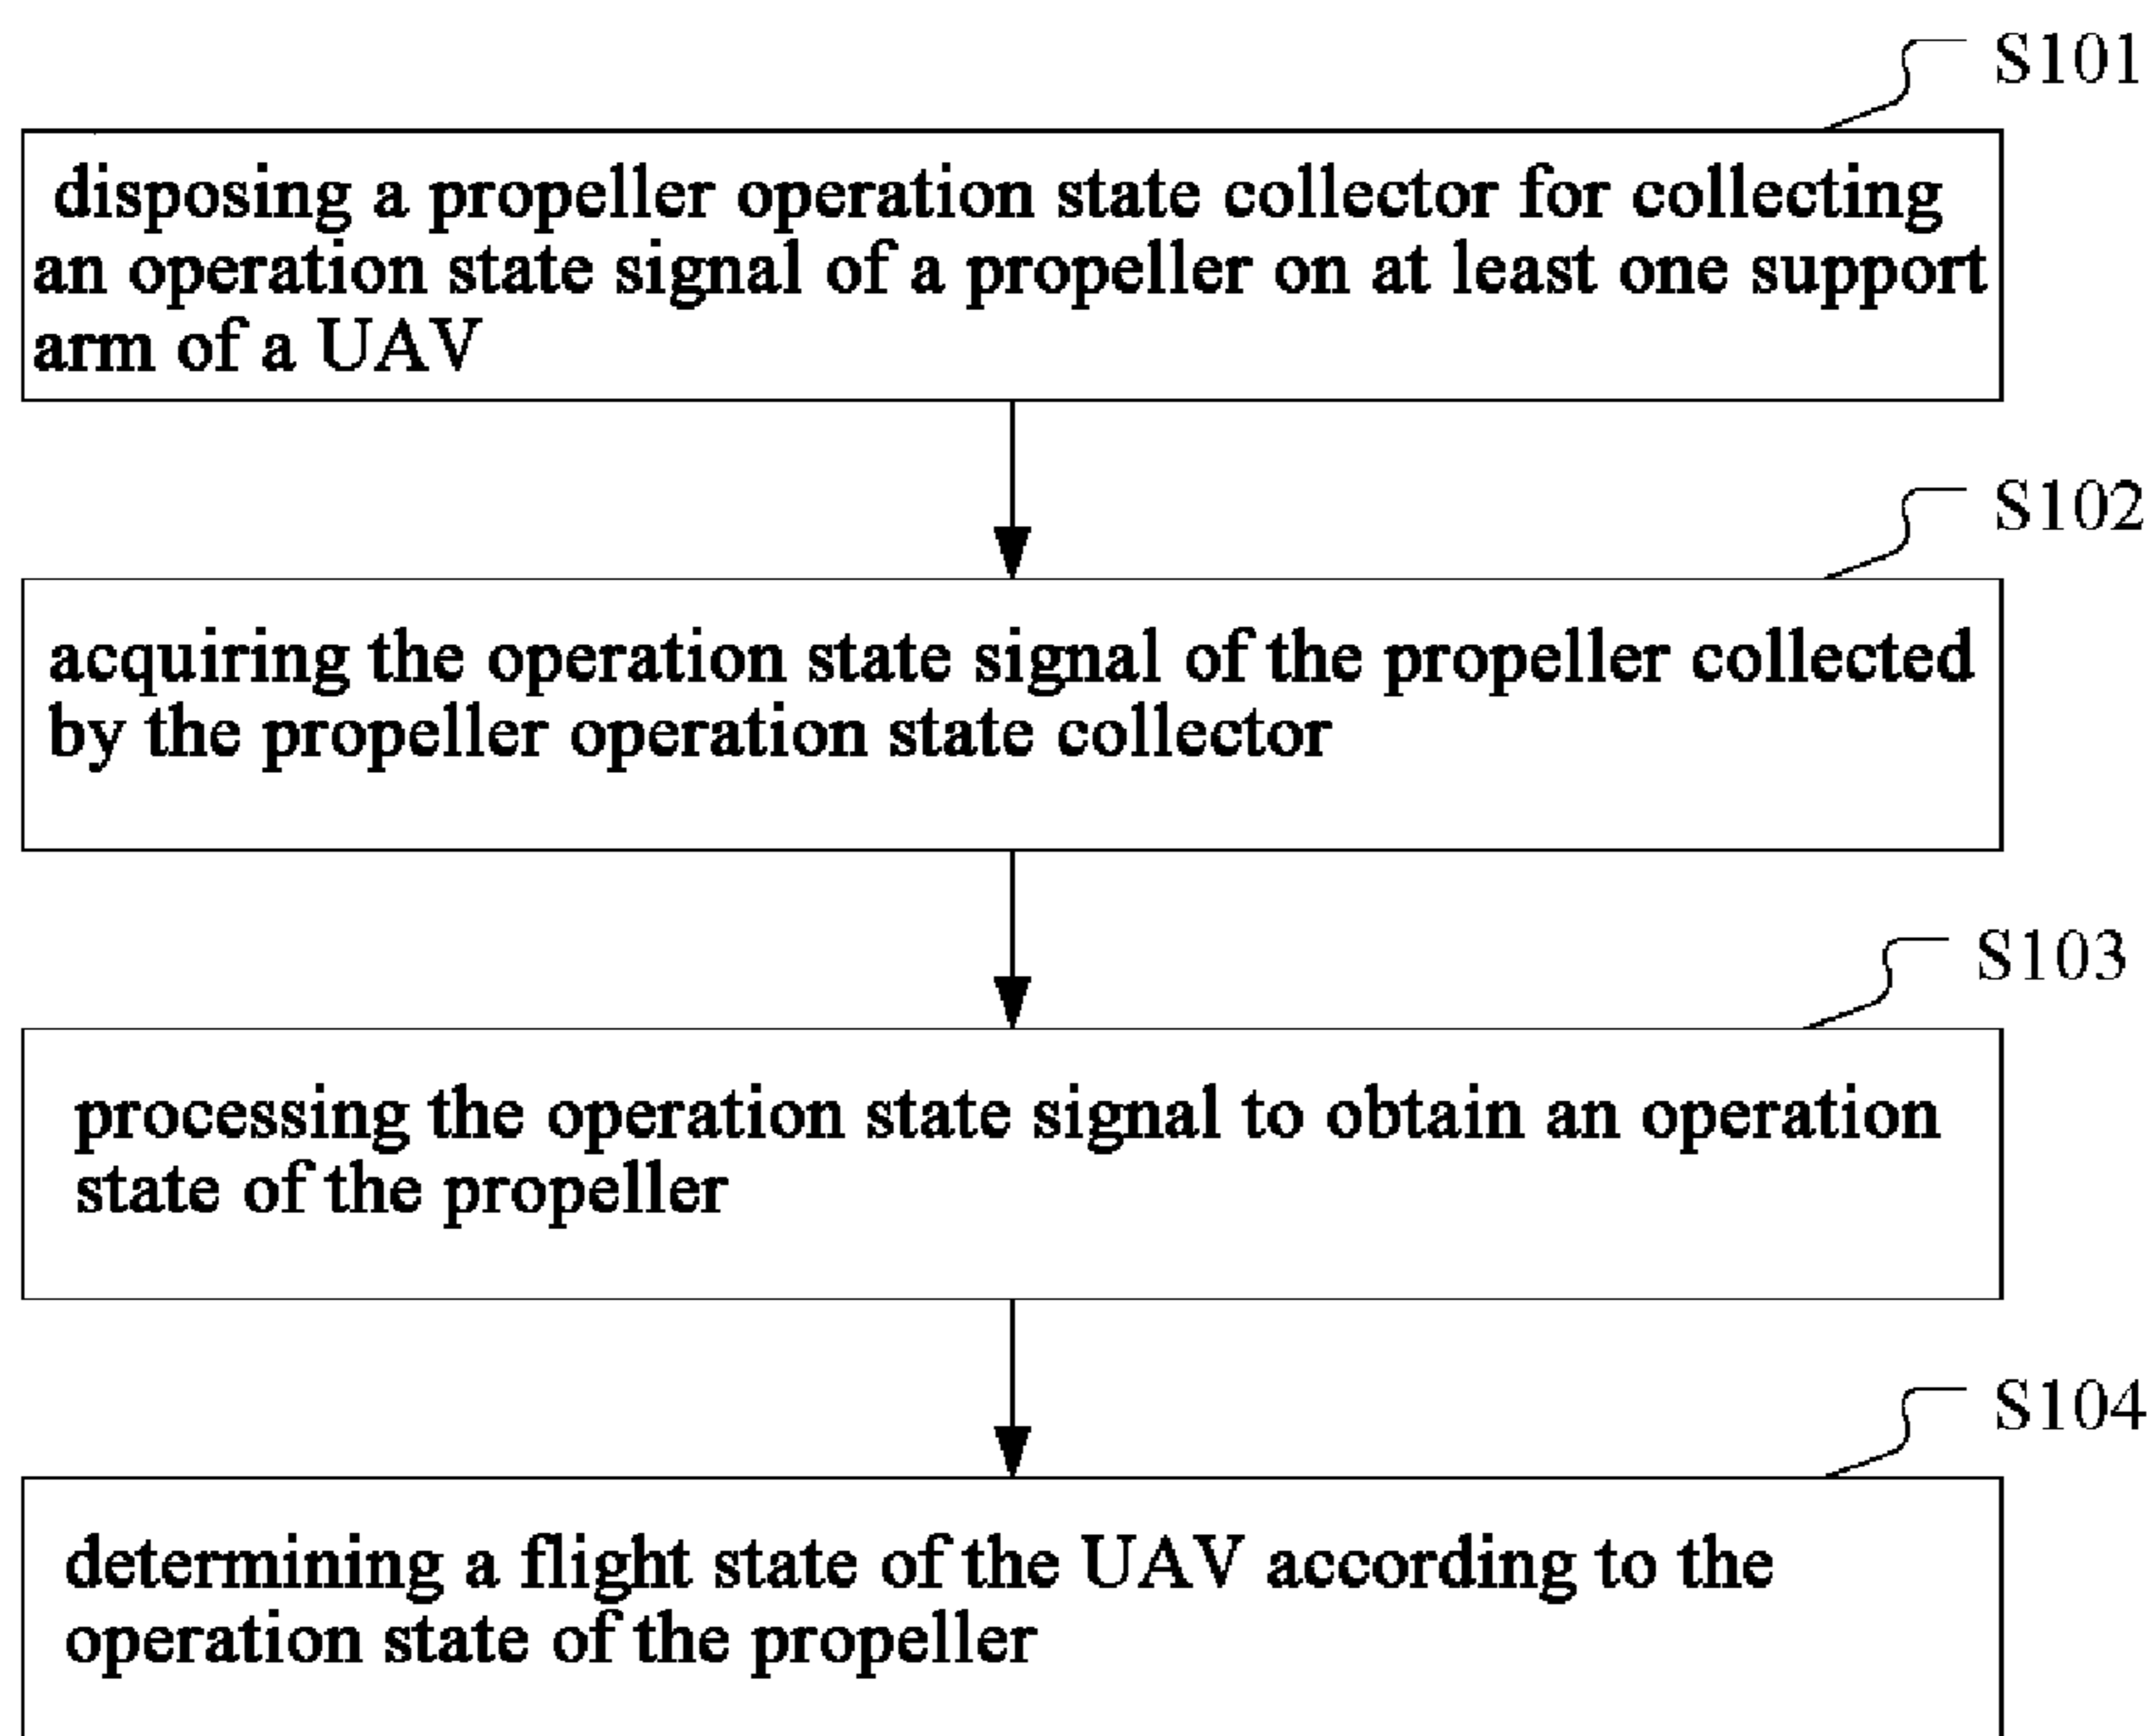 S101
disposing a propeller operation state collector for collecting
an operation state signal of a propeller on at least one support
arm of a UAV
S102
acquiring the operation state signal of the propeller collected
by the propeller operation state collector
S103
processing the operation state signal to obtain an operation
state of the propeller
S104
determining a flight state of the UAV according to the
operation state of the propeller